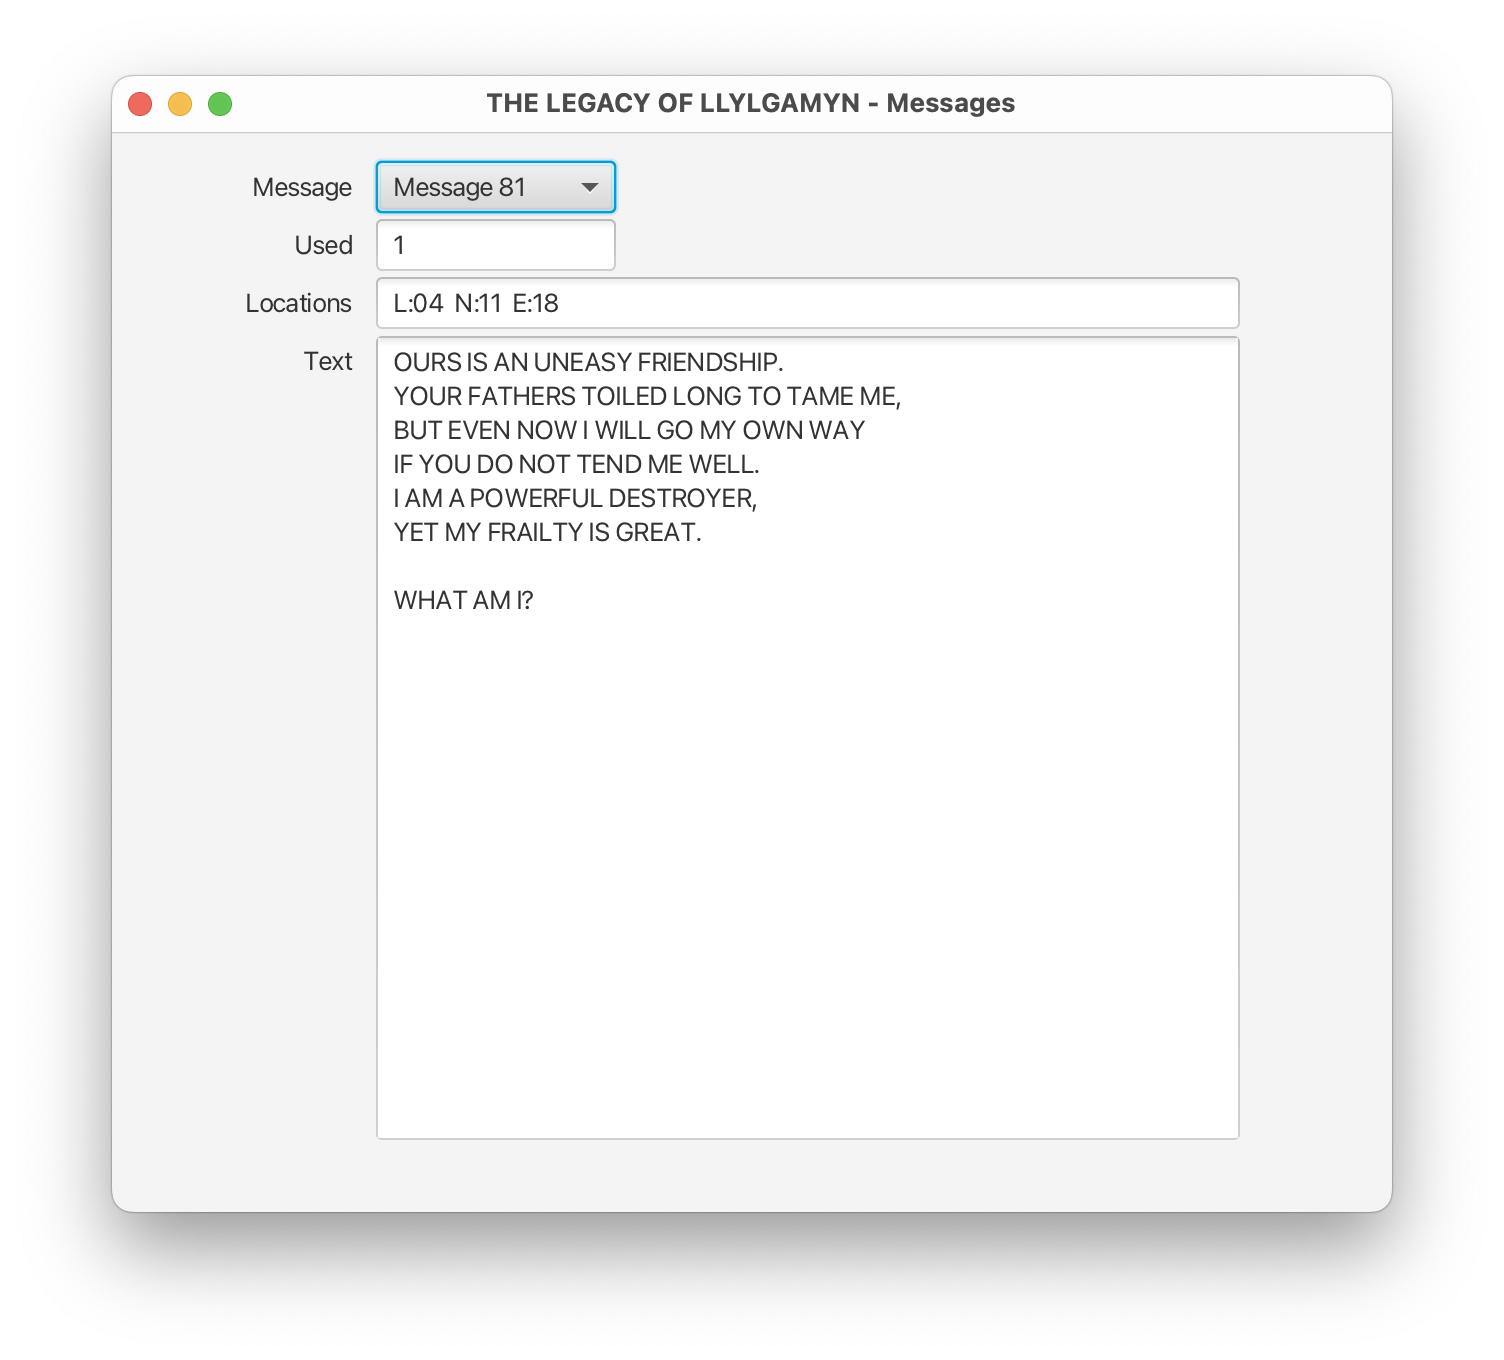 THE LEGACY OF LLYLGAMYN - Messages
Message Message 81
Used 1
Locations L:04 N:11 E:18
Text OURS IS AN UNEASY FRIENDSHIP.
YOUR FATHERS TOILED LONG TO TAME ME,
BUT EVEN NOW I WILL GO MY OWN WAY
IF YOU DO NOT TEND ME WELL.
I AM A POWERFUL DESTROYER,
YET MY FRAILTY IS GREAT.
WHAT AM I?